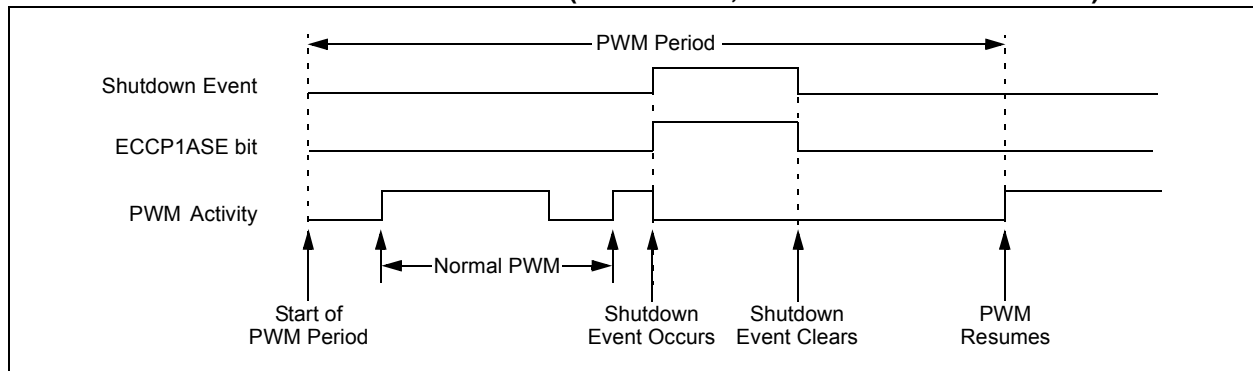 PWM Period
Shutdown Event
ECCP1ASE bit
PWM Activity
Normal PWM
Start of
PWM Period
Shutdown
Event Occurs
Shutdown
Event Clears
PWM
Resumes